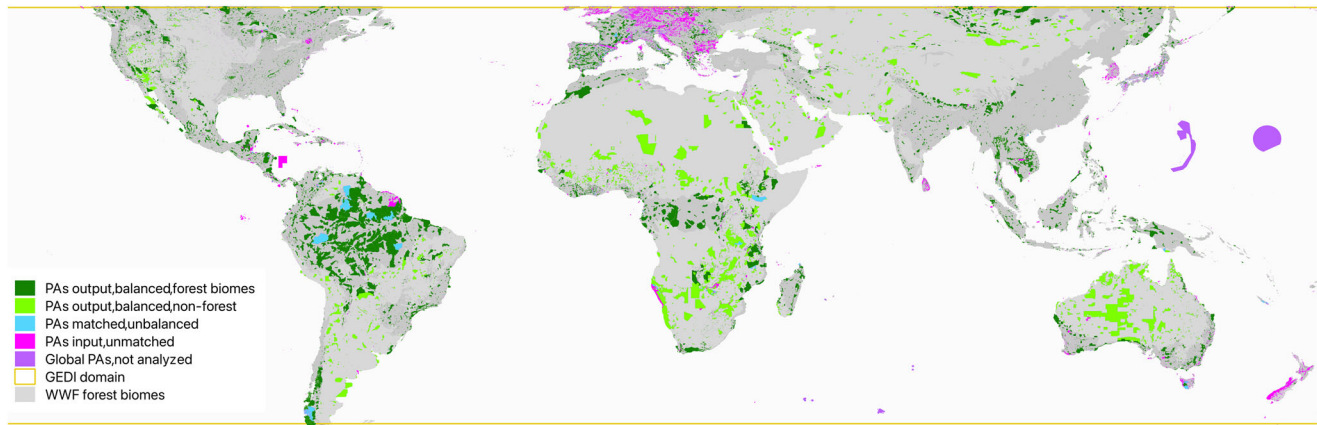 PAs output,balanced,forest biomes
PAs output,balanced,non-forest
PAs matched,unbalanced
PAs input,unmatched
Global PAs,not analyzed
GEDI domain
WWF forest biomes